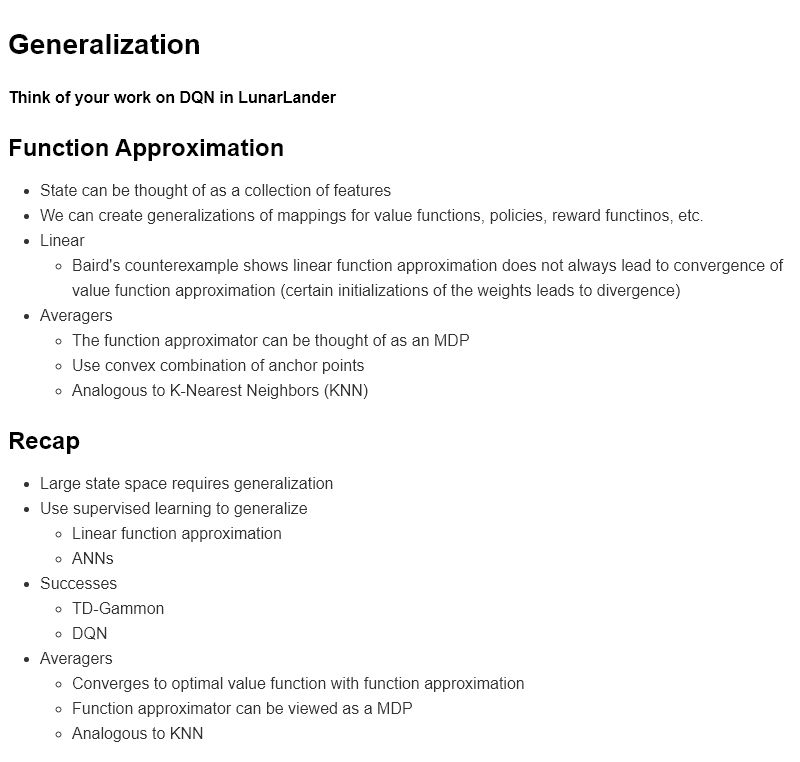 Generalization
Think of your work on DQN in LunarLander
Function Approximation
State can be thought of as a collection of features
We can create generalizations of mappings for value functions, policies, reward functinos, etc.
Linear
Baird's counterexample shows linear function approximation does not always lead to convergence of
value function approximation (certain initializations of the weights leads to divergence)
Averagers
The function approximator can be thought of as an MDP
Use convex combination of anchor points
Analogous to K-Nearest Neighbors (KNN)
Recap
Large state space requires generalization
Use supervised learning to generalize
Linear function approximation
ANNs
Successes
TD-Gammon
DQN
Averagers
Converges to optimal value function with function approximation
Function approximator can be viewed as a MDP
Analogous to KNN